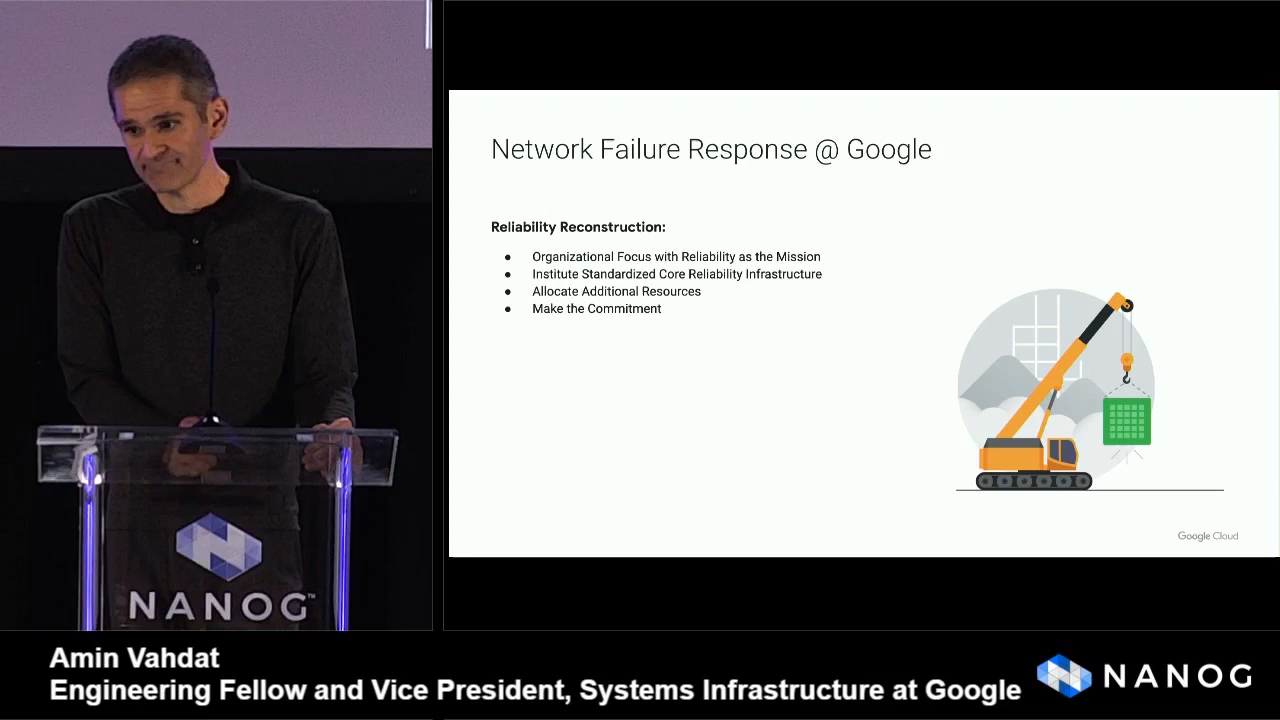 Network Failure Response @ Google
Reliability Reconstruction:
● Organizational Focus with Reliability as the Mission
● Institute Standardized Core Reliability Infrastructure
● Allocate Additional Resources
● Make the Commitment
Google Cloud
NANOG™
Amin Vahdat
Engineering Fellow and Vice President, Systems Infrastructure at Google
NANOG